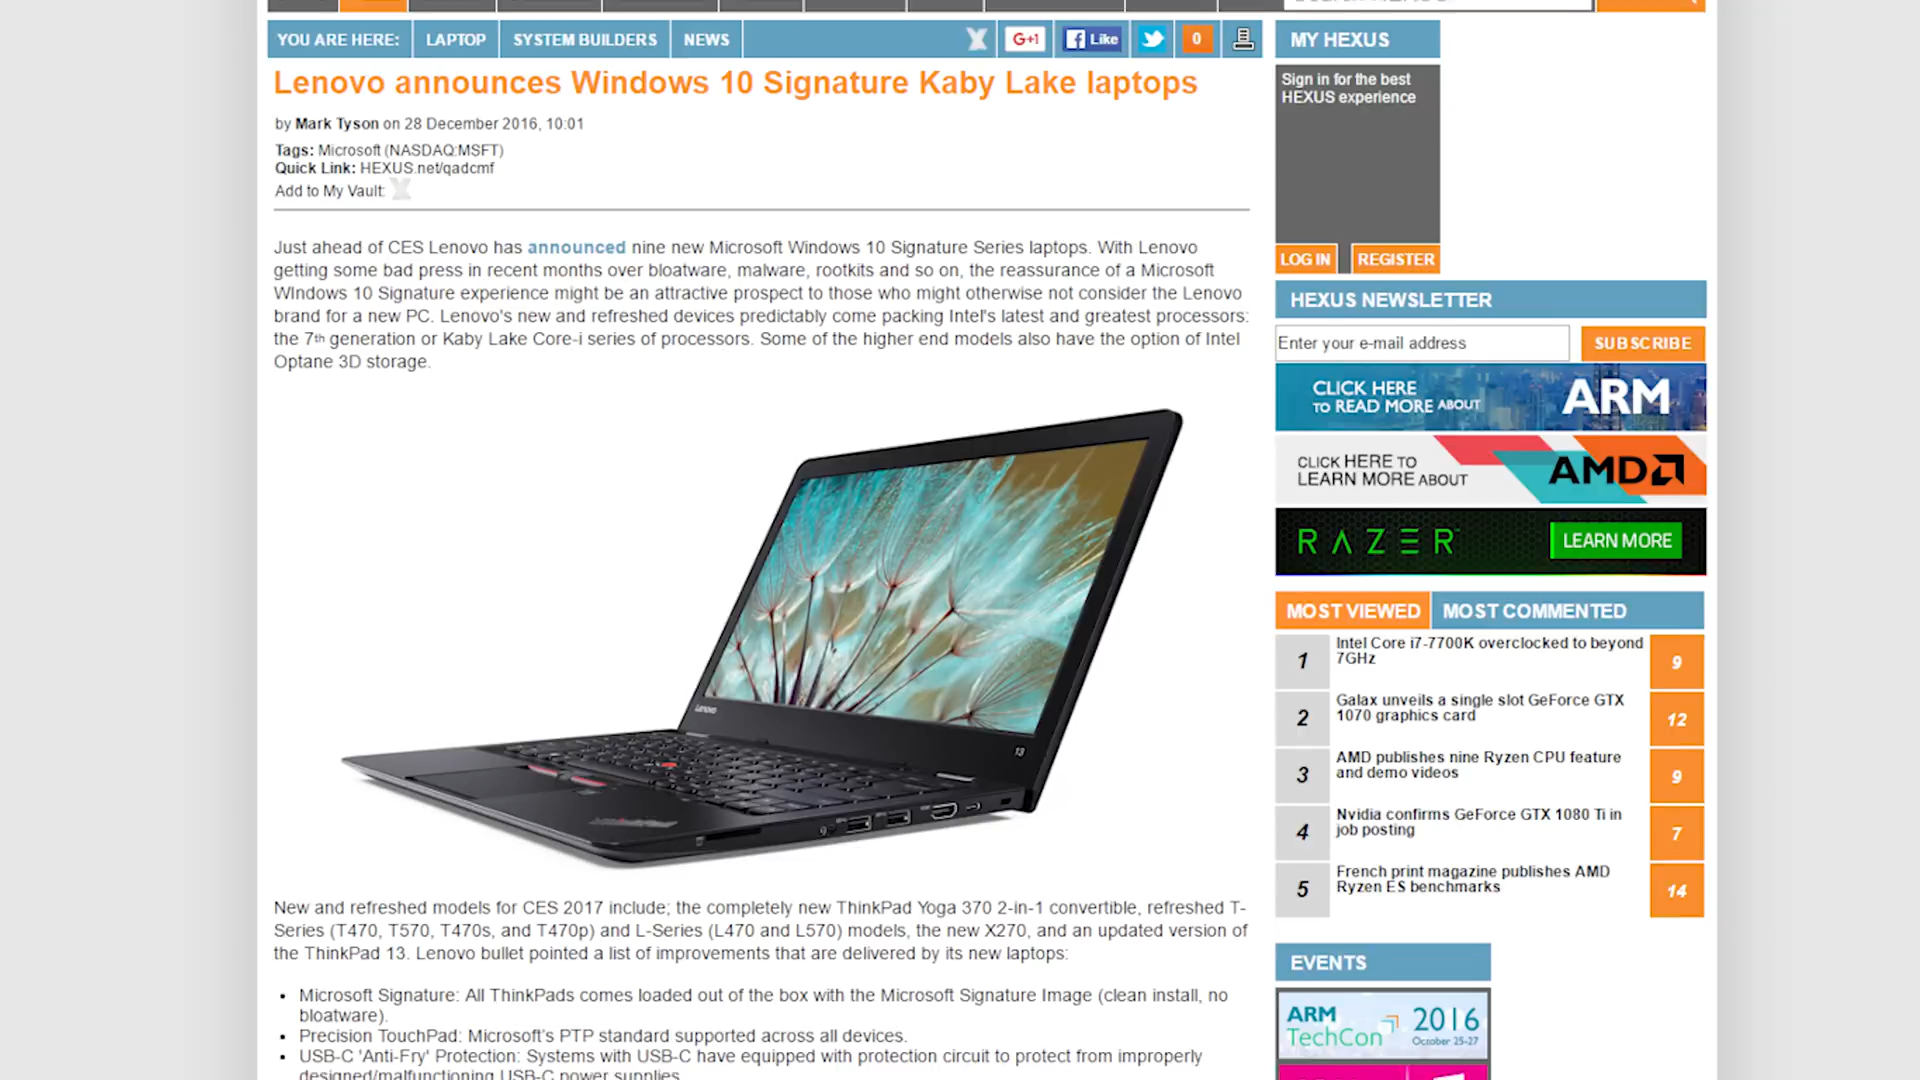 YOU ARE HERE: LAPTOP SYSTEM BUILDERS NEWS
G+1 Like 0
Lenovo announces Windows 10 Signature Kaby Lake laptops
by Mark Tyson on 28 December 2016, 10:01
Tags: Microsoft (NASDAQ:MSFT)
Quick Link: HEXUS.net/qadcmf
Add to My Vault:
Just ahead of CES Lenovo has announced nine new Microsoft Windows 10 Signature Series laptops. With Lenovo
getting some bad press in recent months over bloatware, malware, rootkits and so on, the reassurance of a Microsoft
WIndows 10 Signature experience might be an attractive prospect to those who might otherwise not consider the Lenovo
brand for a new PC. Lenovo's new and refreshed devices predictably come packing Intel's latest and greatest processors:
the 7th generation or Kaby Lake Core-i series of processors. Some of the higher end models also have the option of Intel
Optane 3D storage.
Lenovo
13
New and refreshed models for CES 2017 include; the completely new ThinkPad Yoga 370 2-in-1 convertible, refreshed T-
Series (T470, T570, T470s, and T470p) and L-Series (L470 and L570) models, the new X270, and an updated version of
the ThinkPad 13. Lenovo bullet pointed a list of improvements that are delivered by its new laptops:
• Microsoft Signature: All ThinkPads comes loaded out of the box with the Microsoft Signature Image (clean install, no
bloatware).
• Precision TouchPad: Microsoft's PTP standard supported across all devices.
• USB-C 'Anti-Fry' Protection: Systems with USB-C have equipped with protection circuit to protect from improperly
designed/malfunctioning USB-C power supplies
MY HEXUS
Sign in for the best
HEXUS experience
LOG IN REGISTER
HEXUS NEWSLETTER
Enter your e-mail address SUBSCRIBE
CLICK HERE
TO READ MORE ABOUT
ARM
CLICK HERE TO
LEARN MORE ABOUT
AMD
RAZER LEARN MORE
MOST VIEWED MOST COMMENTED
1 Intel Core i7-7700K overclocked to beyond
7GHz 9
2 Galax unveils a single slot GeForce GTX
1070 graphics card 12
3 AMD publishes nine Ryzen CPU feature
and demo videos 9
4 Nvidia confirms GeForce GTX 1080 Ti in
job posting 7
5 French print magazine publishes AMD
Ryzen ES benchmarks 14
EVENTS
ARM
TechCon
2016
October 25-27